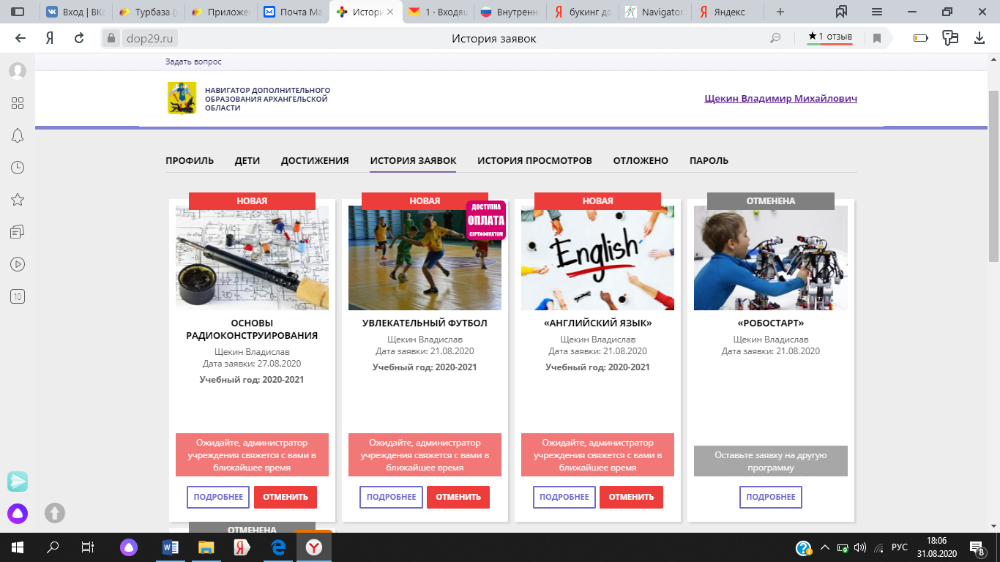 Вход | ВКо
Турбаза (х
Приложен
Почта Ма
Истори
1 · Входящ
Внутренн
букинг до
Navigator
Яндекс
dop29.ru
История заявок
★1 отзыв
Задать вопрос
НАВИГАТОР ДОПОЛНИТЕЛЬНОГО
ОБРАЗОВАНИЯ АРХАНГЕЛЬСКОЙ
ОБЛАСТИ
Щекин Владимир Михайлович
ПРОФИЛЬ ДЕТИ ДОСТИЖЕНИЯ ИСТОРИЯ ЗАЯВОК ИСТОРИЯ ПРОСМОТРОВ ОТЛОЖЕНО ПАРОЛЬ
НОВАЯ
ОСНОВЫ
РАДИОКОНСТРУИРОВАНИЯ
Щекин Владислав
Дата заявки: 27.08.2020
Учебный год: 2020-2021
Ожидайте, администратор
учреждения свяжется с вами в
ближайшее время
ПОДРОБНЕЕ ОТМЕНИТЬ
НОВАЯ
ДОСТУПНА
ОПЛАТА
СЕРТИФИКАТОМ
УВЛЕКАТЕЛЬНЫЙ ФУТБОЛ
Щекин Владислав
Дата заявки: 21.08.2020
Учебный год: 2020-2021
Ожидайте, администратор
учреждения свяжется с вами в
ближайшее время
ПОДРОБНЕЕ ОТМЕНИТЬ
НОВАЯ
English
«АНГЛИЙСКИЙ ЯЗЫК»
Щекин Владислав
Дата заявки: 21.08.2020
Учебный год: 2020-2021
Ожидайте, администратор
учреждения свяжется с вами в
ближайшее время
ПОДРОБНЕЕ ОТМЕНИТЬ
ОТМЕНЕНА
«РОБОСТАРТ»
Щекин Владислав
Дата заявки: 21.08.2020
Оставьте заявку на другую
программу
ПОДРОБНЕЕ
ОТМЕНЕНА
10
РУС
18:06
31.08.2020
8